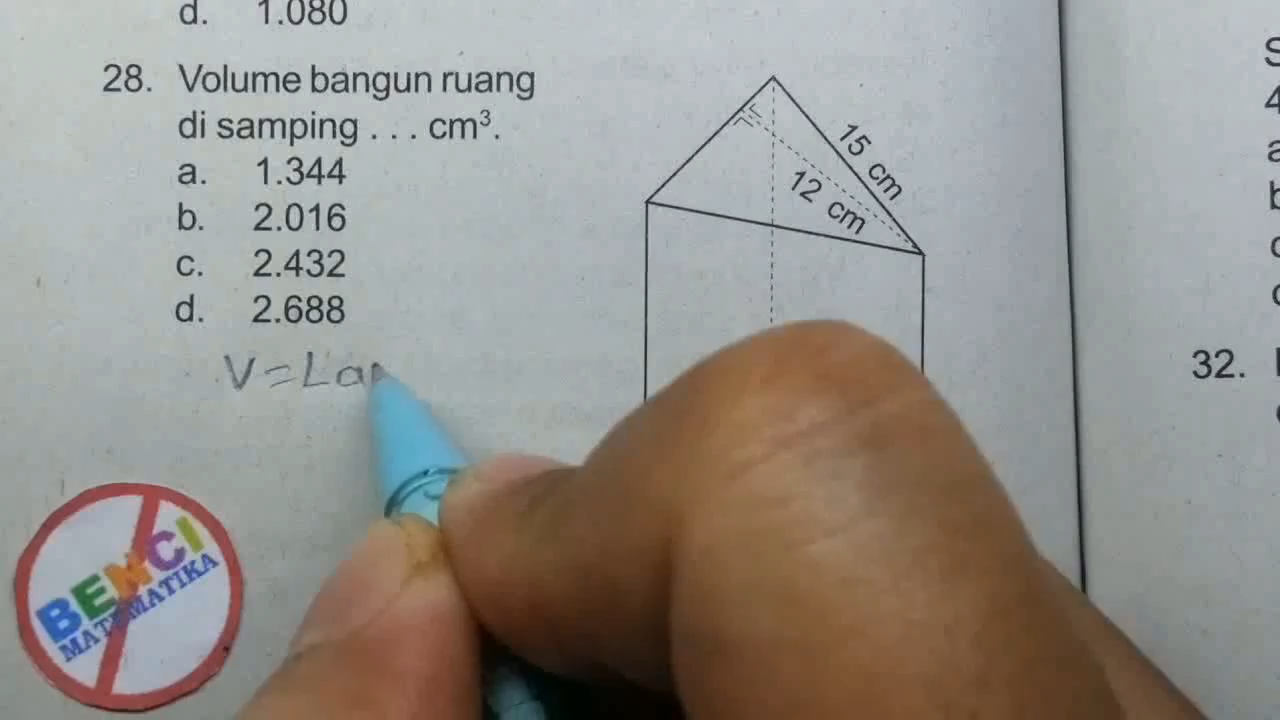 d. 1.080
28. Volume bangun ruang
di samping . . . cm³.
a. 1.344
b. 2.016
c. 2.432
d. 2.688
V = La
15 cm
12 cm
BENCI
MATEMATIKA
32.